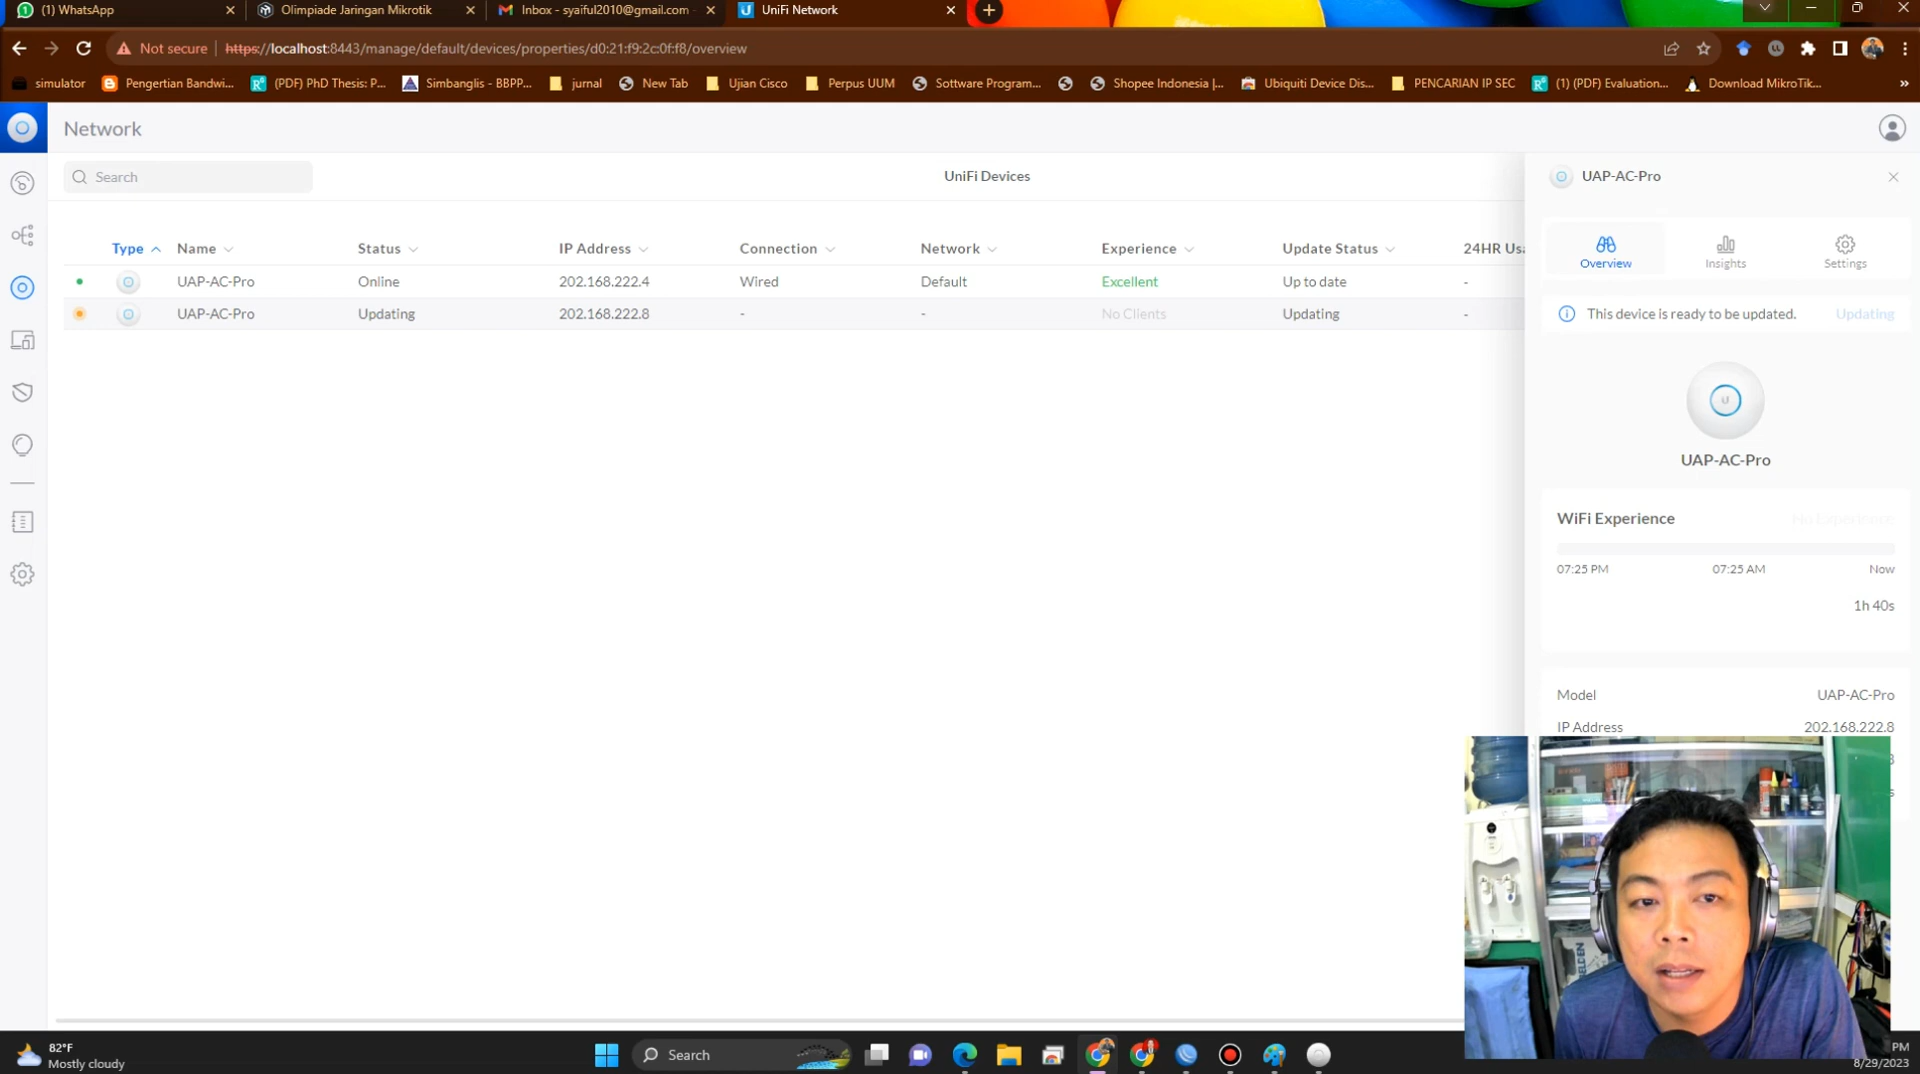 (1) WhatsApp
Olimpiade Jaringan Mikrotik
Inbox - syaiful2010@gmail.com
UniFi Network
Not secure
https://localhost:8443/manage/default/devices/properties/d0:21:f9:2c:0f:f8/overview
simulator
Pengertian Bandwi...
(PDF) PhD Thesis: P...
Simbanglis - BBPP...
jurnal
New Tab
Ujian Cisco
Perpus UUM
Sottware Program...
Shopee Indonesia |...
Ubiquiti Device Dis...
PENCARIAN IP SEC
(1) (PDF) Evaluation...
Download MikroTik...
Network
Search
UniFi Devices
Type Name Status IP Address Connection Network Experience Update Status 24HR Usa
UAP-AC-Pro Online 202.168.222.4 Wired Default Excellent Up to date -
UAP-AC-Pro Updating 202.168.222.8 - - No Clients Updating -
UAP-AC-Pro
Overview
Insights
Settings
This device is ready to be updated. Updating
UAP-AC-Pro
WiFi Experience No Experience
07:25 PM 07:25 AM Now
1h 40s
Model UAP-AC-Pro
IP Address 202.168.222.8
82°F
Mostly cloudy
Search
PM
8/29/2023